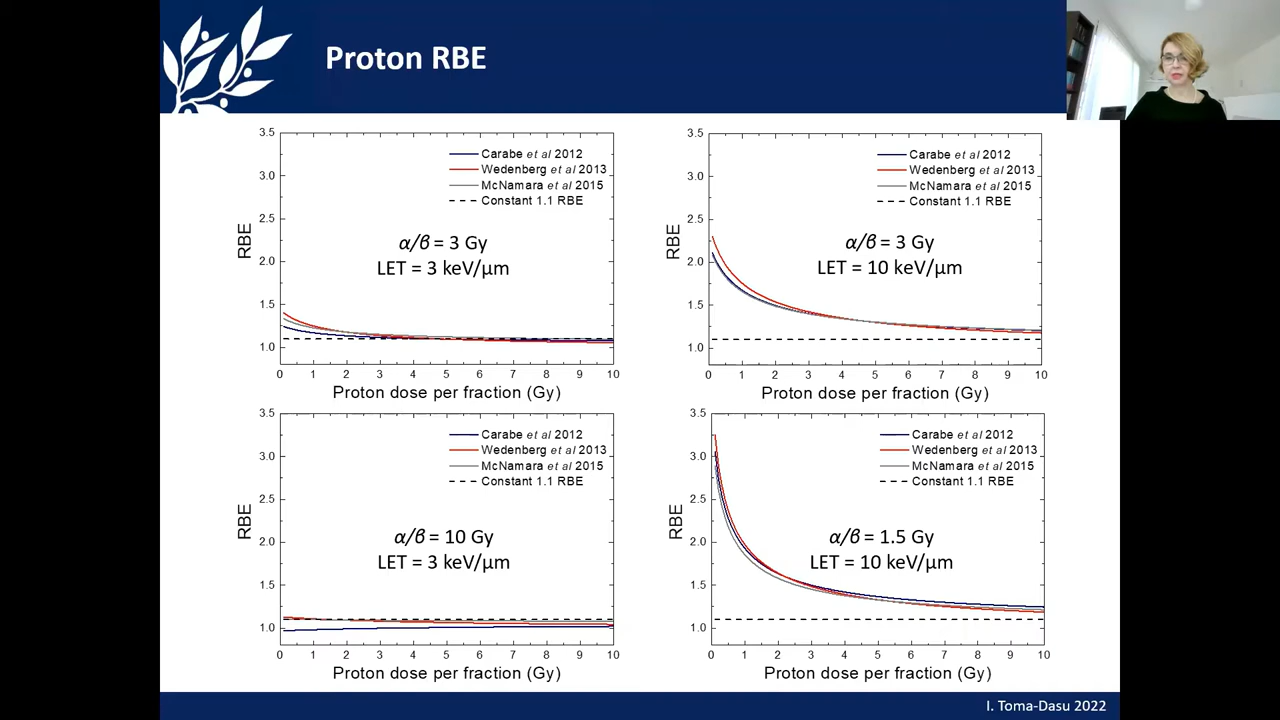 Proton RBE
3.5
3.0
2.5
2.0
1.5
1.0
RBE
Carabe et al 2012
Wedenberg et al 2013
McNamara et al 2015
Constant 1.1 RBE
α/β = 3 Gy
LET = 3 keV/μm
0 1 2 3 4 5 6 7 8 9 10
Proton dose per fraction (Gy)
3.5
3.0
2.5
2.0
1.5
1.0
RBE
Carabe et al 2012
Wedenberg et al 2013
McNamara et al 2015
Constant 1.1 RBE
α/β = 3 Gy
LET = 10 keV/μm
0 1 2 3 4 5 6 7 8 9 10
Proton dose per fraction (Gy)
3.5
3.0
2.5
2.0
1.5
1.0
RBE
Carabe et al 2012
Wedenberg et al 2013
McNamara et al 2015
Constant 1.1 RBE
α/β = 10 Gy
LET = 3 keV/μm
0 1 2 3 4 5 6 7 8 9 10
Proton dose per fraction (Gy)
3.5
3.0
2.5
2.0
1.5
1.0
RBE
Carabe et al 2012
Wedenberg et al 2013
McNamara et al 2015
Constant 1.1 RBE
α/β = 1.5 Gy
LET = 10 keV/μm
0 1 2 3 4 5 6 7 8 9 10
Proton dose per fraction (Gy)
I. Toma-Dasu 2022